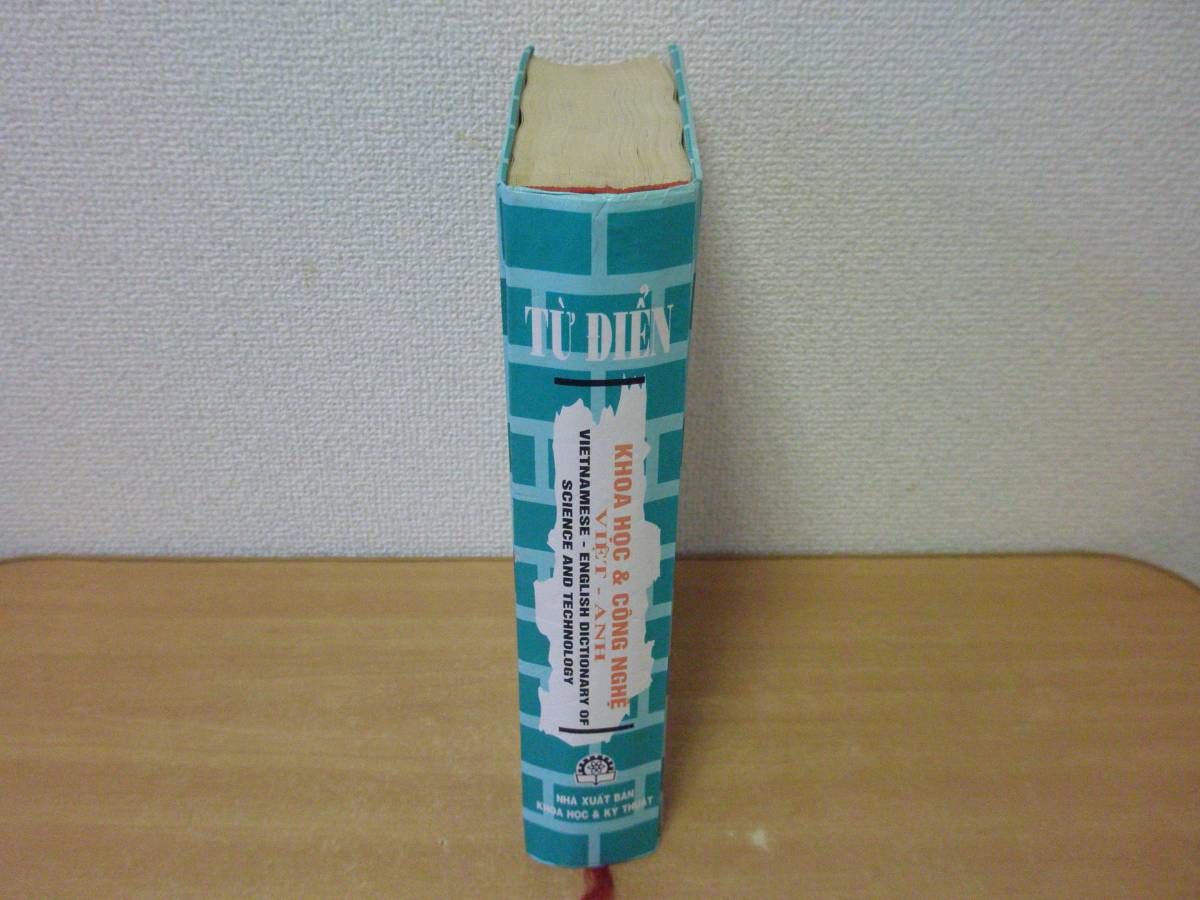 TỪ ĐIỂN
KHOA HỌC & CÔNG NGHỆ
VIỆT - ANH
VIETNAMESE - ENGLISH DICTIONARY OF
SCIENCE AND TECHNOLOGY
NHÀ XUẤT BẢN
KHOA HỌC & KỸ THUẬT